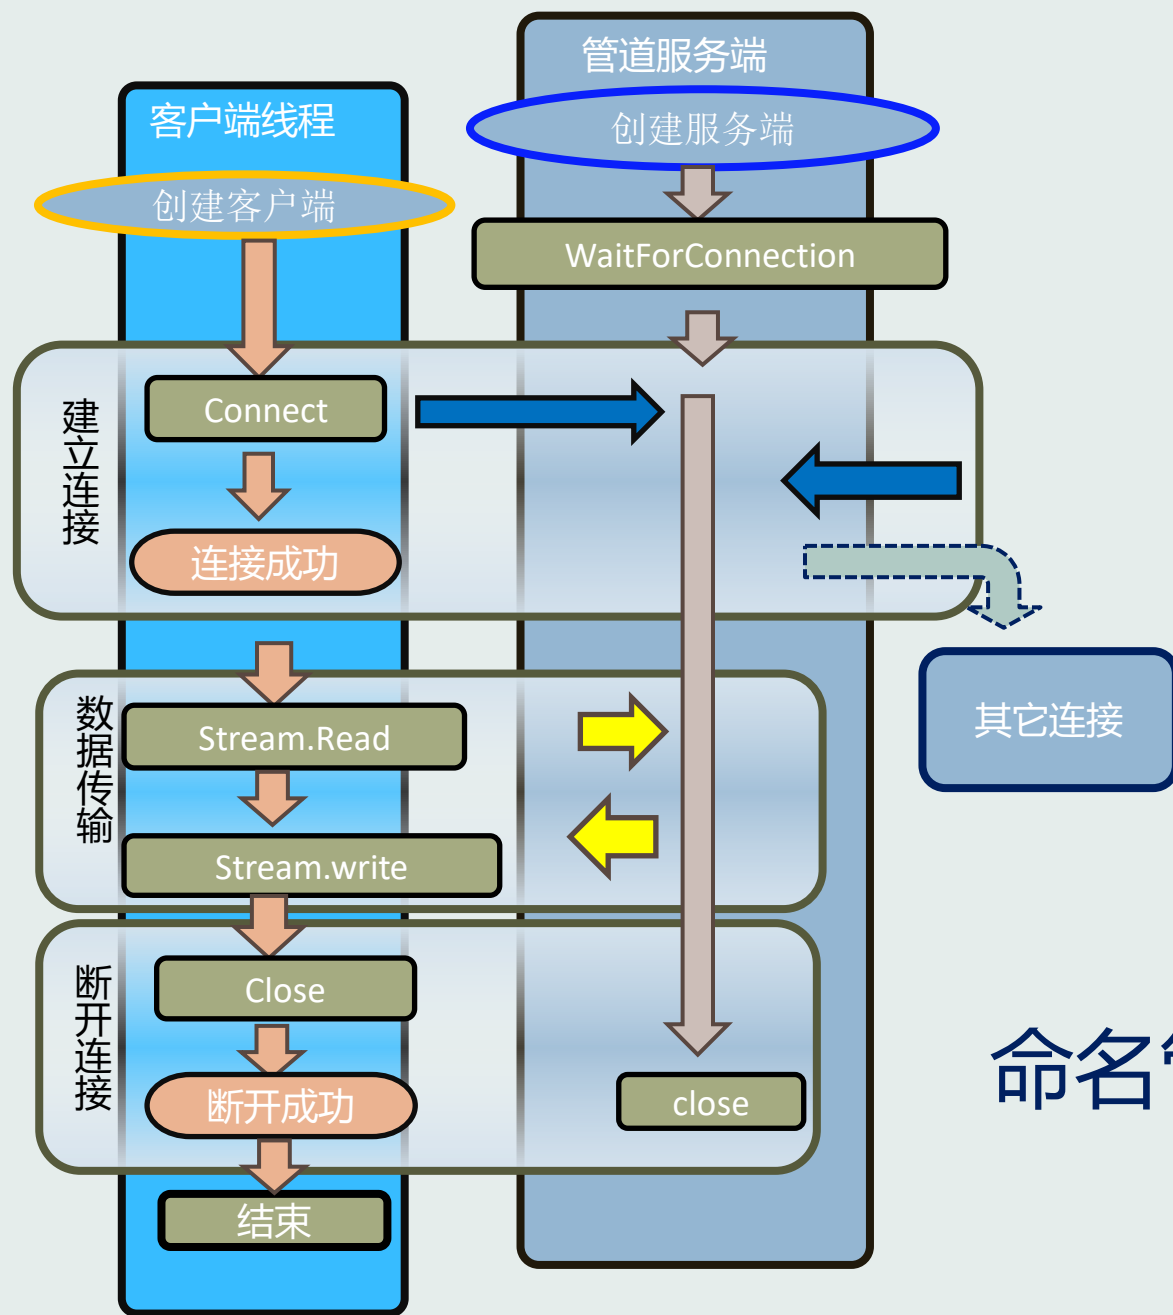 管道服务端
创建服务端
WaitForConnection
客户端线程
创建客户端
建立连接
Connect
连接成功
其它连接
数据传输
Stream.Read
Stream.write
断开连接
Close
断开成功
close
结束
命名